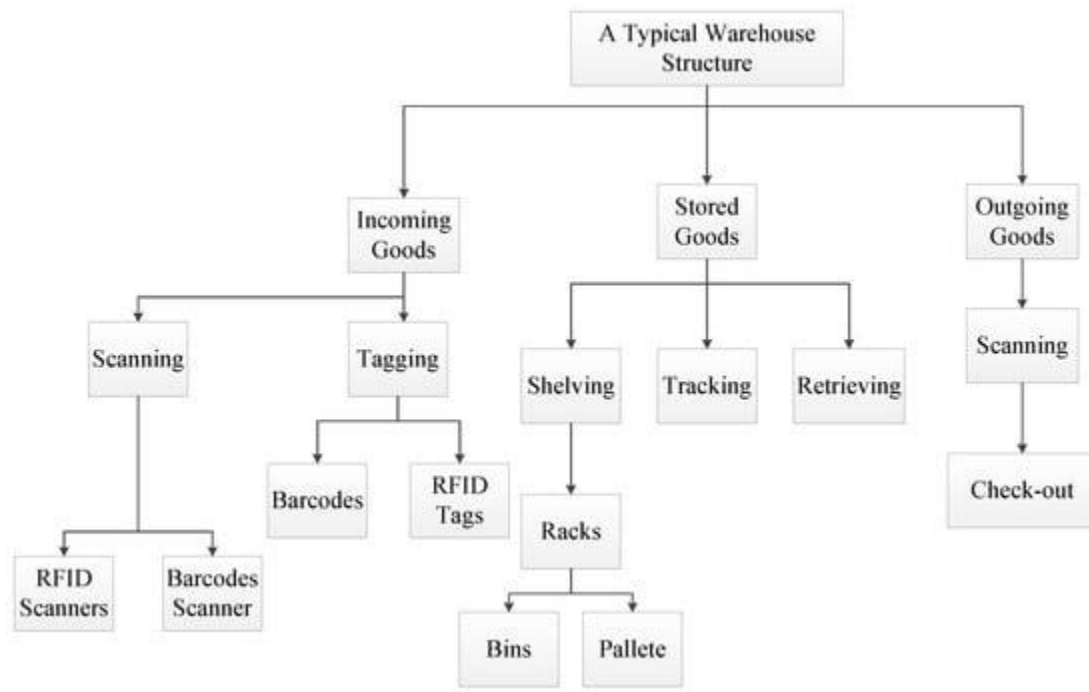 A Typical Warehouse
Structure
Incoming
Goods
Stored
Goods
Outgoing
Goods
Scanning
Tagging
Shelving
Tracking
Retrieving
Scanning
Barcodes
RFID
Tags
Racks
Check-out
RFID
Scanners
Barcodes
Scanner
Bins
Pallete